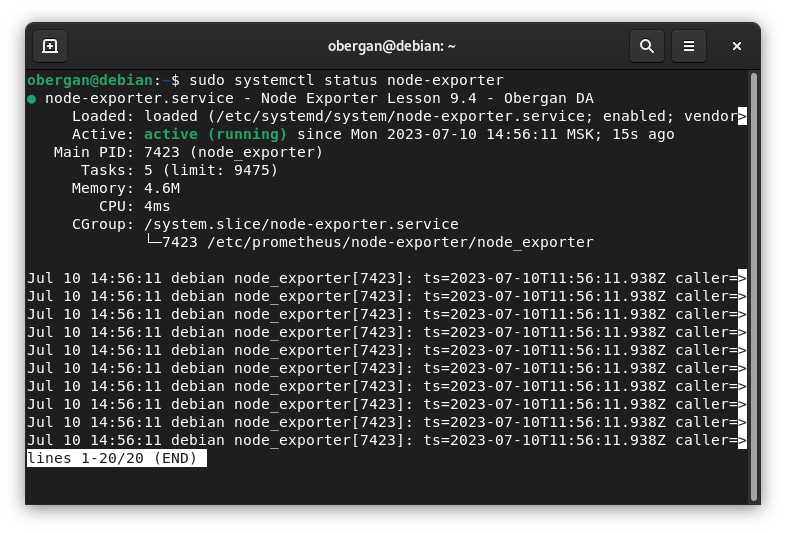 obergan@debian: ~
obergan@debian:~$ sudo systemctl status node-exporter
● node-exporter.service - Node Exporter Lesson 9.4 - Obergan DA
     Loaded: loaded (/etc/systemd/system/node-exporter.service; enabled; vendor>
     Active: active (running) since Mon 2023-07-10 14:56:11 MSK; 15s ago
   Main PID: 7423 (node_exporter)
      Tasks: 5 (limit: 9475)
     Memory: 4.6M
        CPU: 4ms
     CGroup: /system.slice/node-exporter.service
             └─7423 /etc/prometheus/node-exporter/node_exporter
Jul 10 14:56:11 debian node_exporter[7423]: ts=2023-07-10T11:56:11.938Z caller=>
Jul 10 14:56:11 debian node_exporter[7423]: ts=2023-07-10T11:56:11.938Z caller=>
Jul 10 14:56:11 debian node_exporter[7423]: ts=2023-07-10T11:56:11.938Z caller=>
Jul 10 14:56:11 debian node_exporter[7423]: ts=2023-07-10T11:56:11.938Z caller=>
Jul 10 14:56:11 debian node_exporter[7423]: ts=2023-07-10T11:56:11.938Z caller=>
Jul 10 14:56:11 debian node_exporter[7423]: ts=2023-07-10T11:56:11.938Z caller=>
Jul 10 14:56:11 debian node_exporter[7423]: ts=2023-07-10T11:56:11.938Z caller=>
Jul 10 14:56:11 debian node_exporter[7423]: ts=2023-07-10T11:56:11.938Z caller=>
Jul 10 14:56:11 debian node_exporter[7423]: ts=2023-07-10T11:56:11.938Z caller=>
Jul 10 14:56:11 debian node_exporter[7423]: ts=2023-07-10T11:56:11.938Z caller=>
lines 1-20/20 (END)